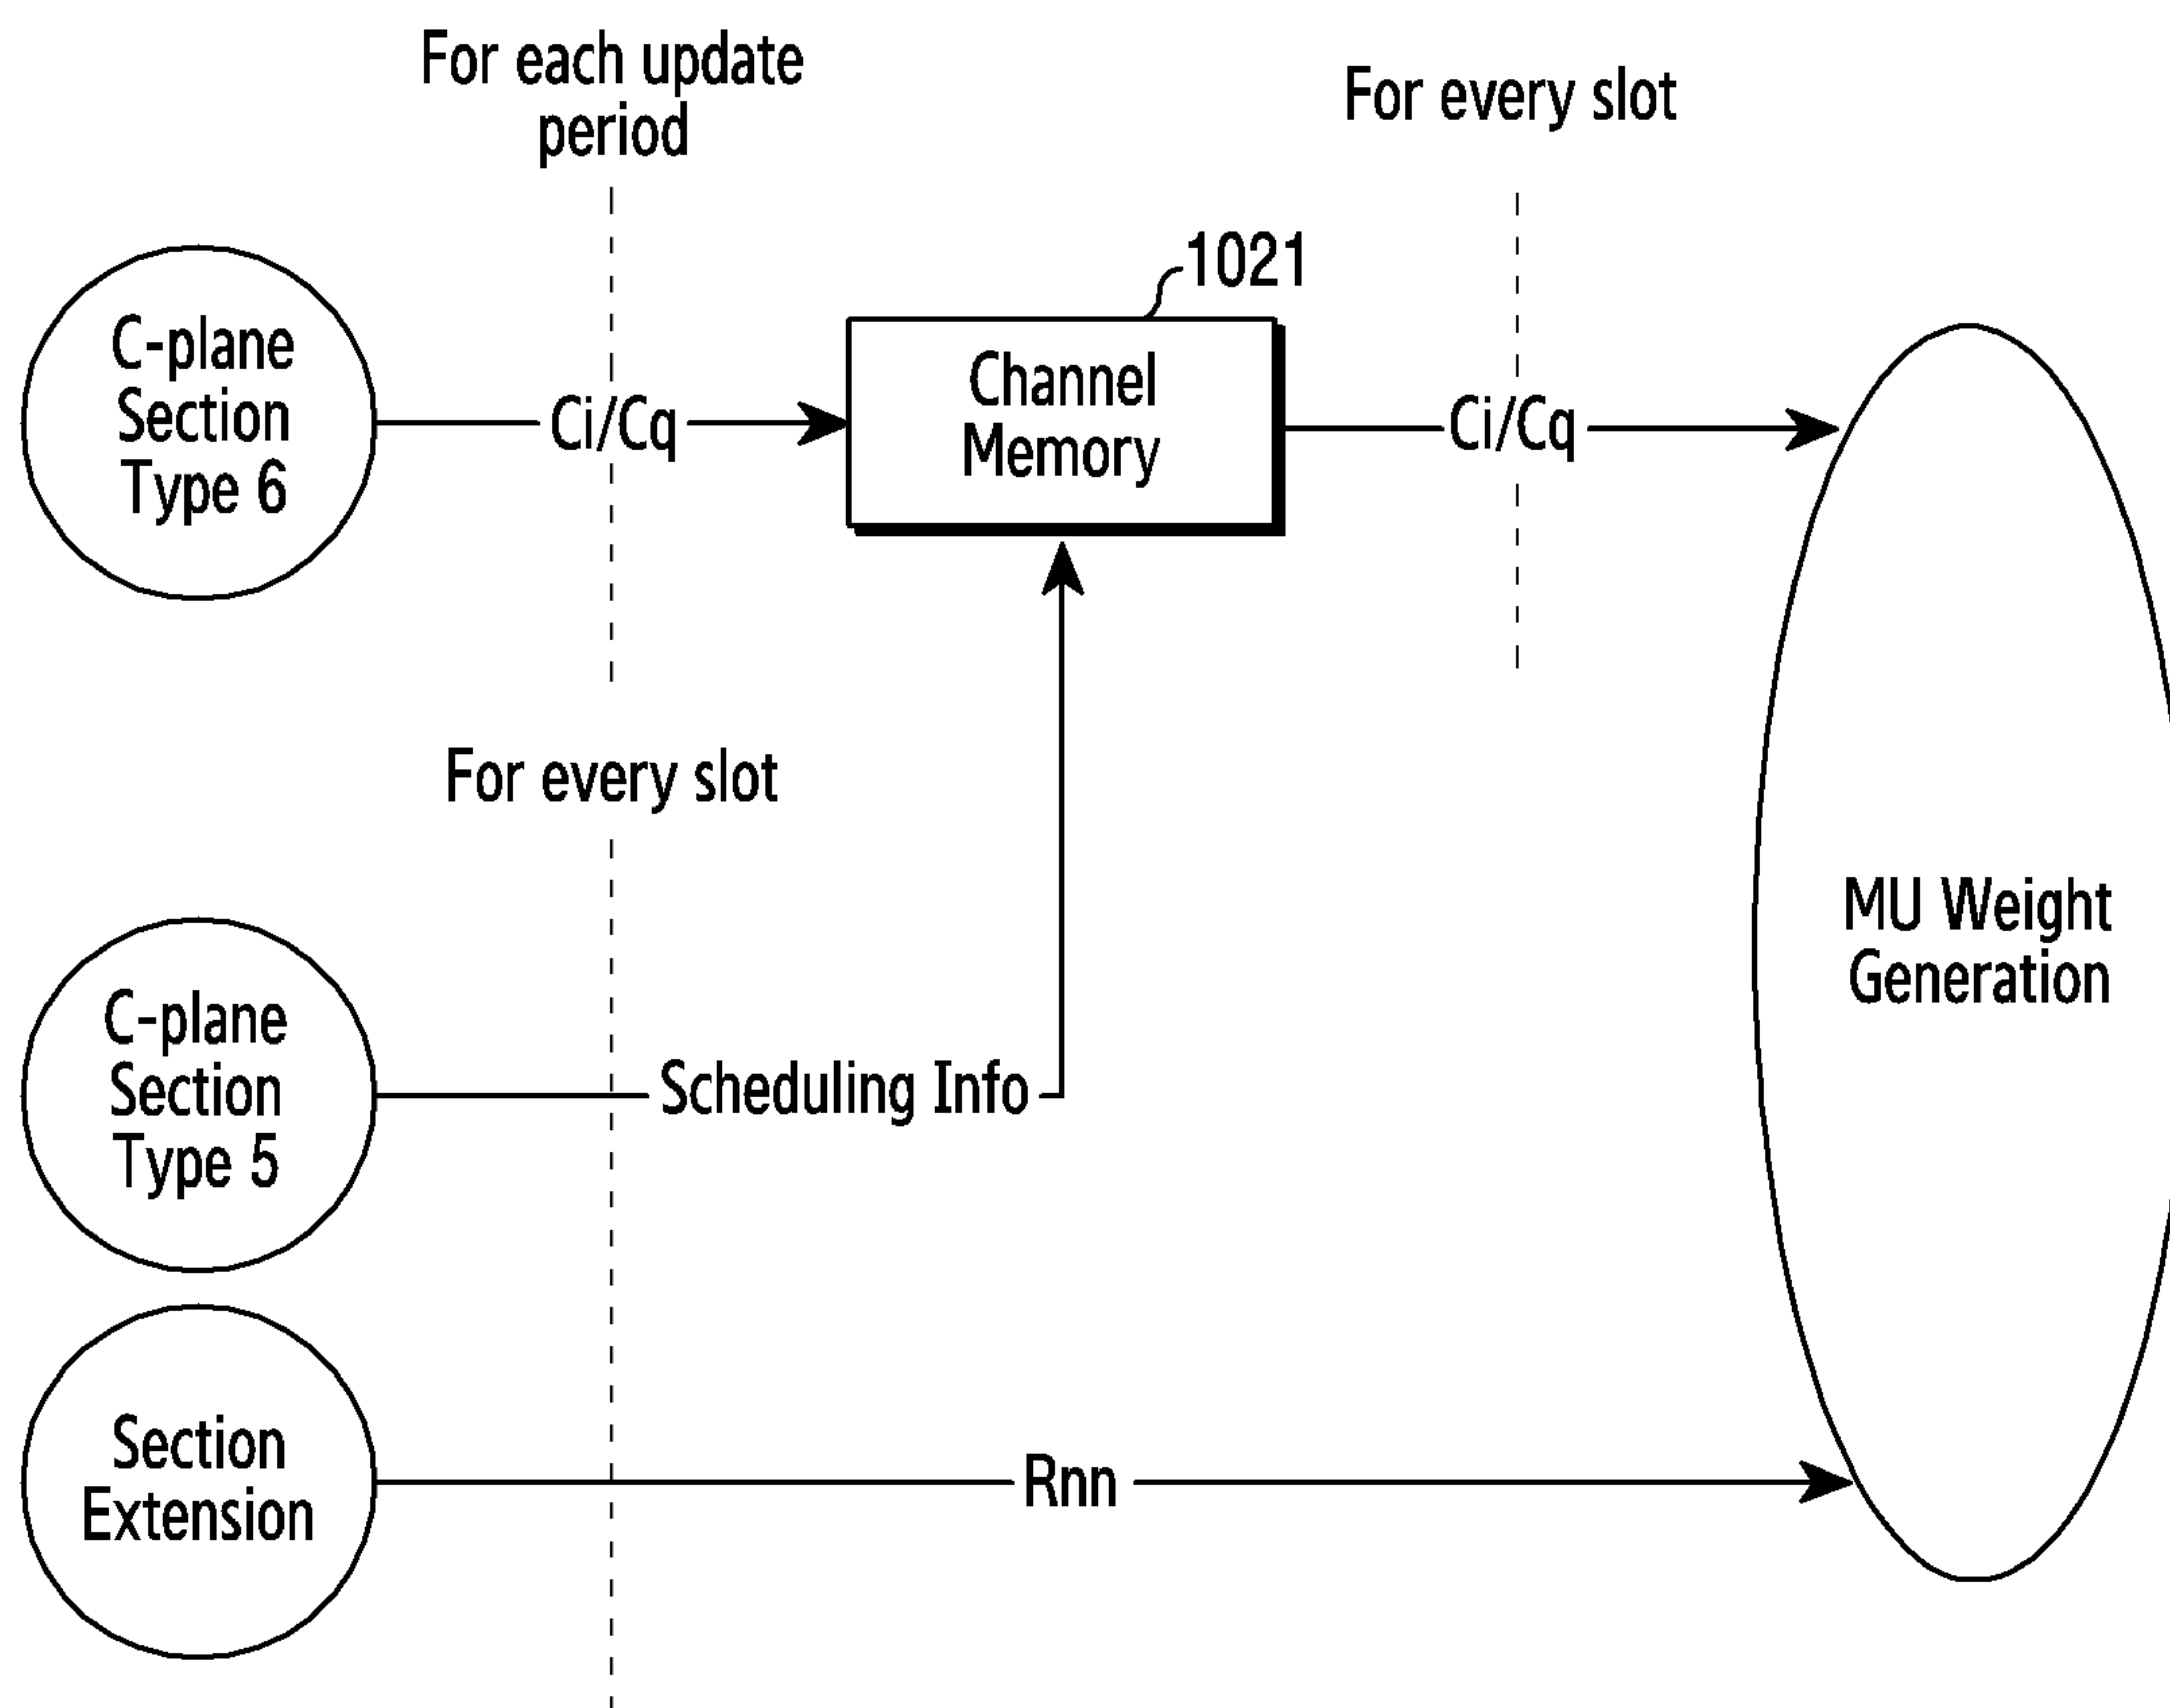 For each update
period
For every slot
1021
C-plane
Section
Type 6
Ci/Cq
Channel
Memory
Ci/Cq
For every slot
C-plane
Section
Type 5
Scheduling Info
MU Weight
Generation
Section
Extension
Rnn